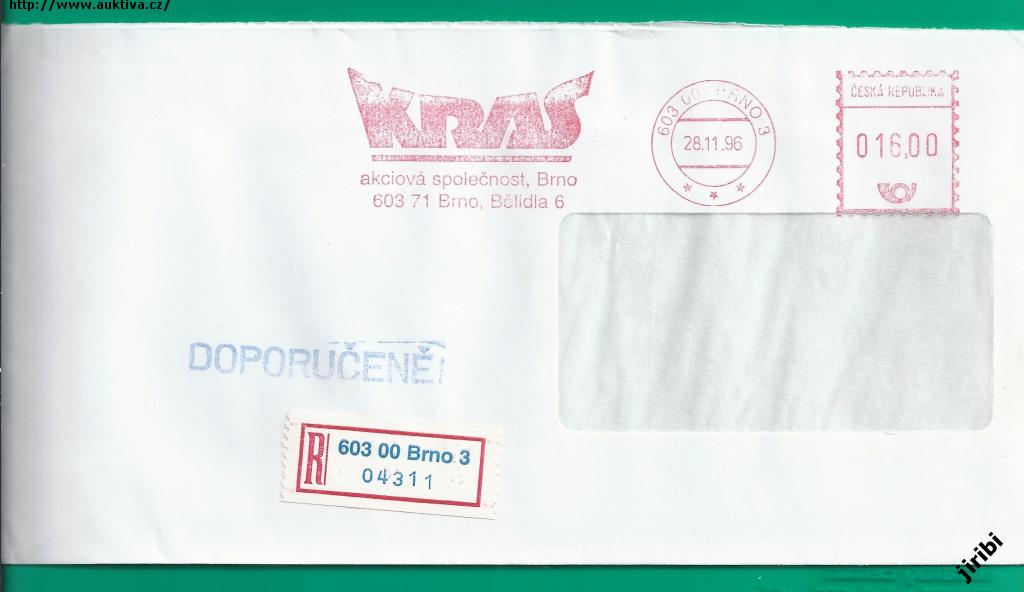 http://www.auktiva.cz/
KRAS
akciová společnost, Brno
603 71 Brno, Bělidla 6
603 00 BRNO 3
28.11.96
ČESKÁ REPUBLIKA
016,00
DOPORUČENĚ!
R
603 00 Brno 3
04311
jiribi